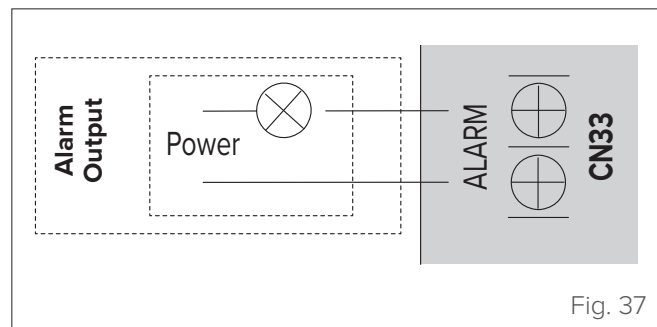 Alarm
Output
Power
ALARM
CN33
Fig. 37